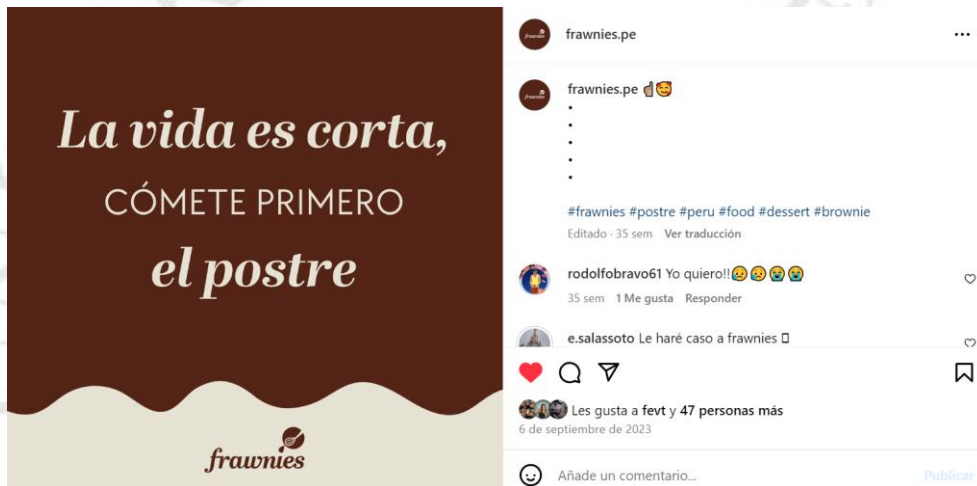 La vida es corta,
CÓMETE PRIMERO
el postre
frawnies
frawnies.pe
frawnies.pe
#frawnies #postre #peru #food #dessert #brownie
Editado · 35 sem Ver traducción
rodolfobravo61 Yo quiero!!😥😥😭😭
35 sem 1 Me gusta Responder
e.salassoto Le haré caso a frawnies
Les gusta a fevt y 47 personas más
6 de septiembre de 2023
Añade un comentario...
Publicar